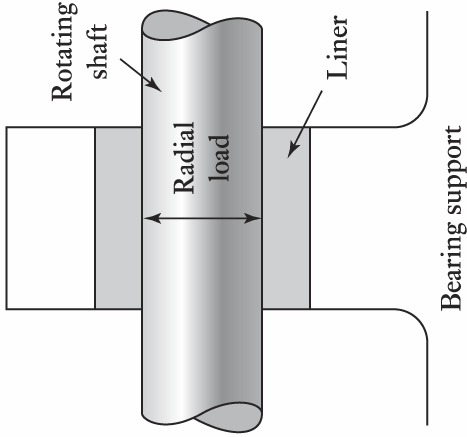 Rotating
shaft
Radial
load
Liner
Bearing support